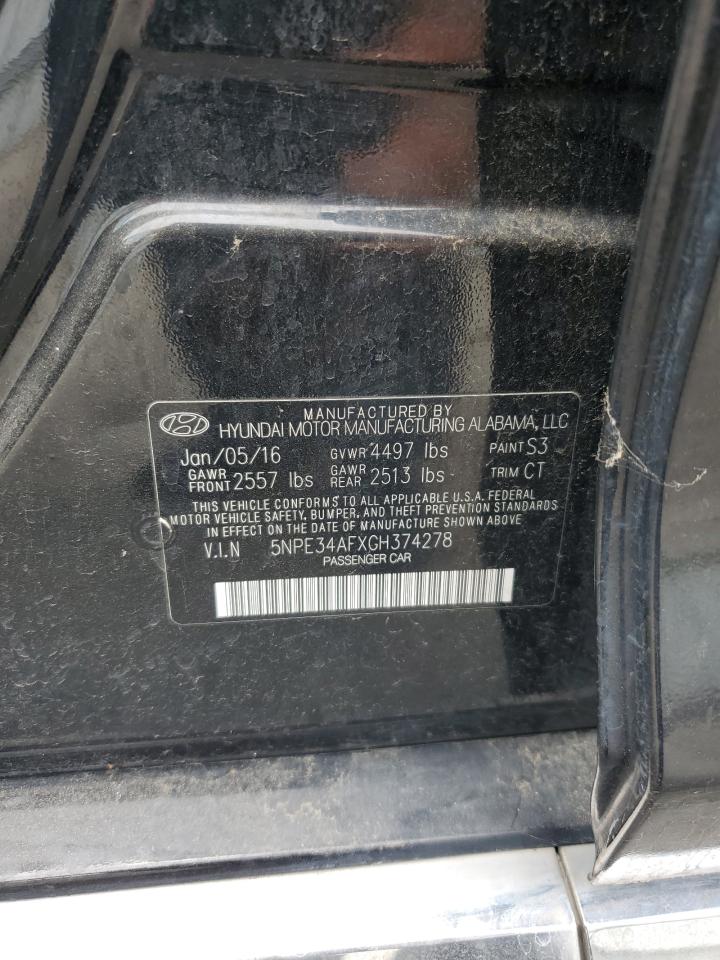 MANUFACTURED BY
HYUNDAI MOTOR MANUFACTURING ALABAMA, LLC
Jan/05/16 GVWR 4497 lbs PAINT S3
GAWR FRONT 2557 lbs GAWR REAR 2513 lbs TRIM CT
THIS VEHICLE CONFORMS TO ALL APPLICABLE U.S.A. FEDERAL
MOTOR VEHICLE SAFETY, BUMPER, AND THEFT PREVENTION STANDARDS
IN EFFECT ON THE DATE OF MANUFACTURE SHOWN ABOVE
V.I.N 5NPE34AFXGH374278
PASSENGER CAR